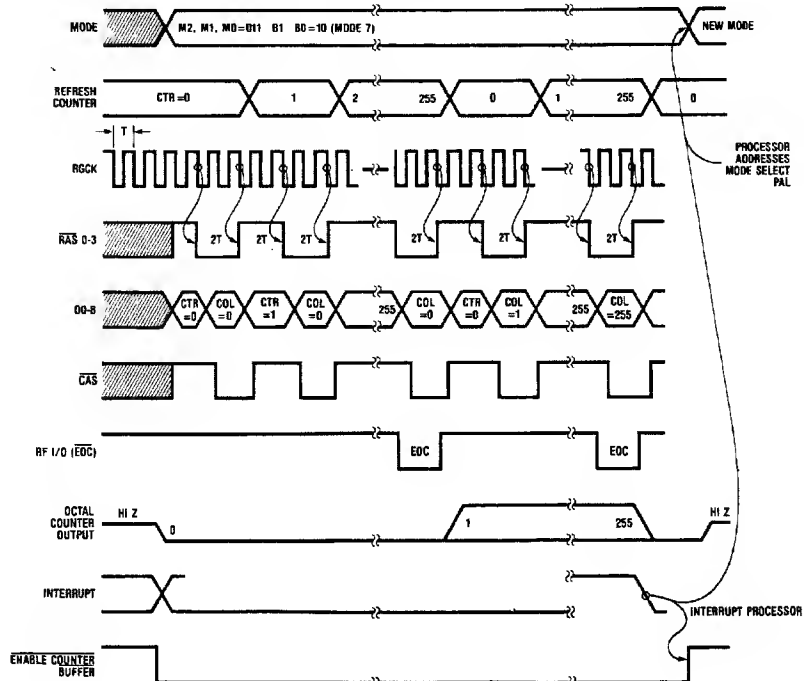 MODE M2, M1, M0=011 B1 B0=10 (MODE 7) NEW MODE
REFRESH COUNTER CTR =0 1 2 255 0 1 255 0
T
RGCK
PROCESSOR ADDRESSES MODE SELECT PAL
RAS 0-3 2T 2T 2T 2T 2T 2T 2T
Q0-8 CTR =0 COL =0 CTR =1 COL =0 255 COL =0 CTR =0 COL =1 255 COL =255
CAS
RF I/O (EOC) EOC EOC
OCTAL COUNTER OUTPUT HI Z 0 1 255 HI Z
INTERRUPT INTERRUPT PROCESSOR
ENABLE COUNTER BUFFER